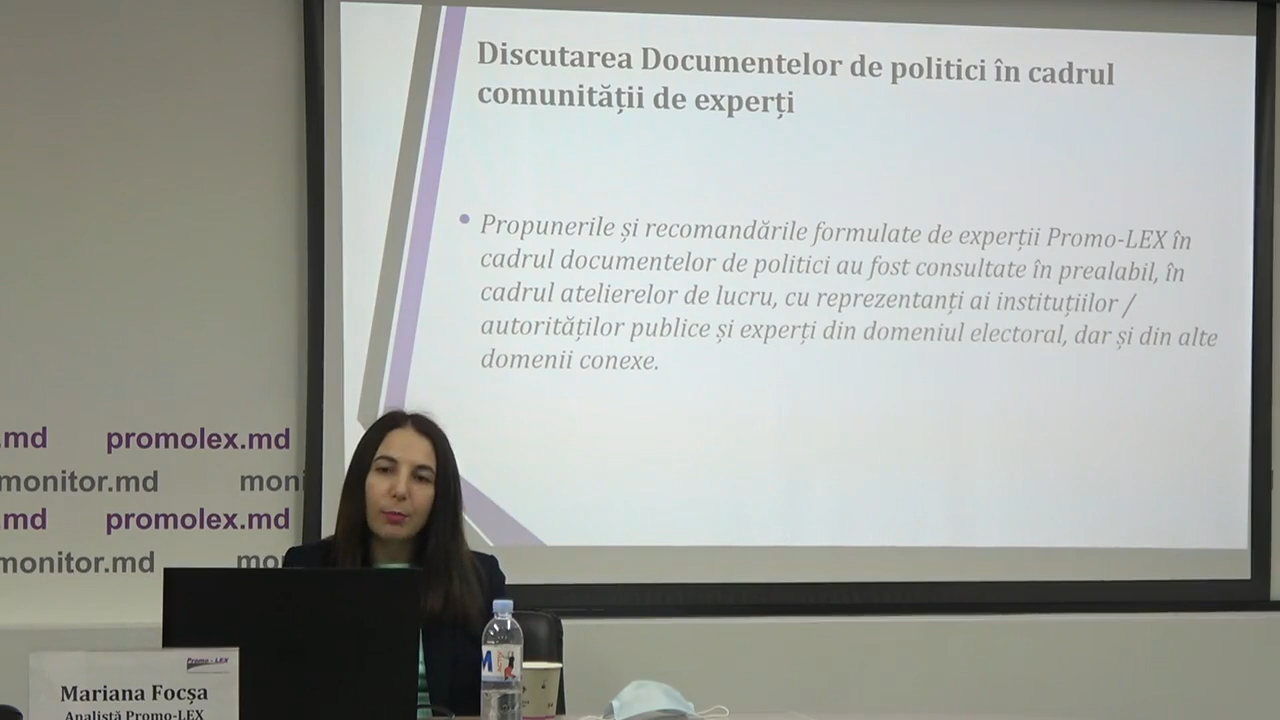 Discutarea Documentelor de politici în cadrul
comunității de experți
Propunerile și recomandările formulate de experții Promo-LEX în
cadrul documentelor de politici au fost consultate în prealabil, în
cadrul atelierelor de lucru, cu reprezentanți ai instituțiilor /
autorităților publice și experți din domeniul electoral, dar și din alte
domenii conexe.
.md promolex.md
monitor.md moni
.md promolex.md
monitor.md mo
Promo-LEX
Mariana Focșa
Analistă Promo-LEX
M